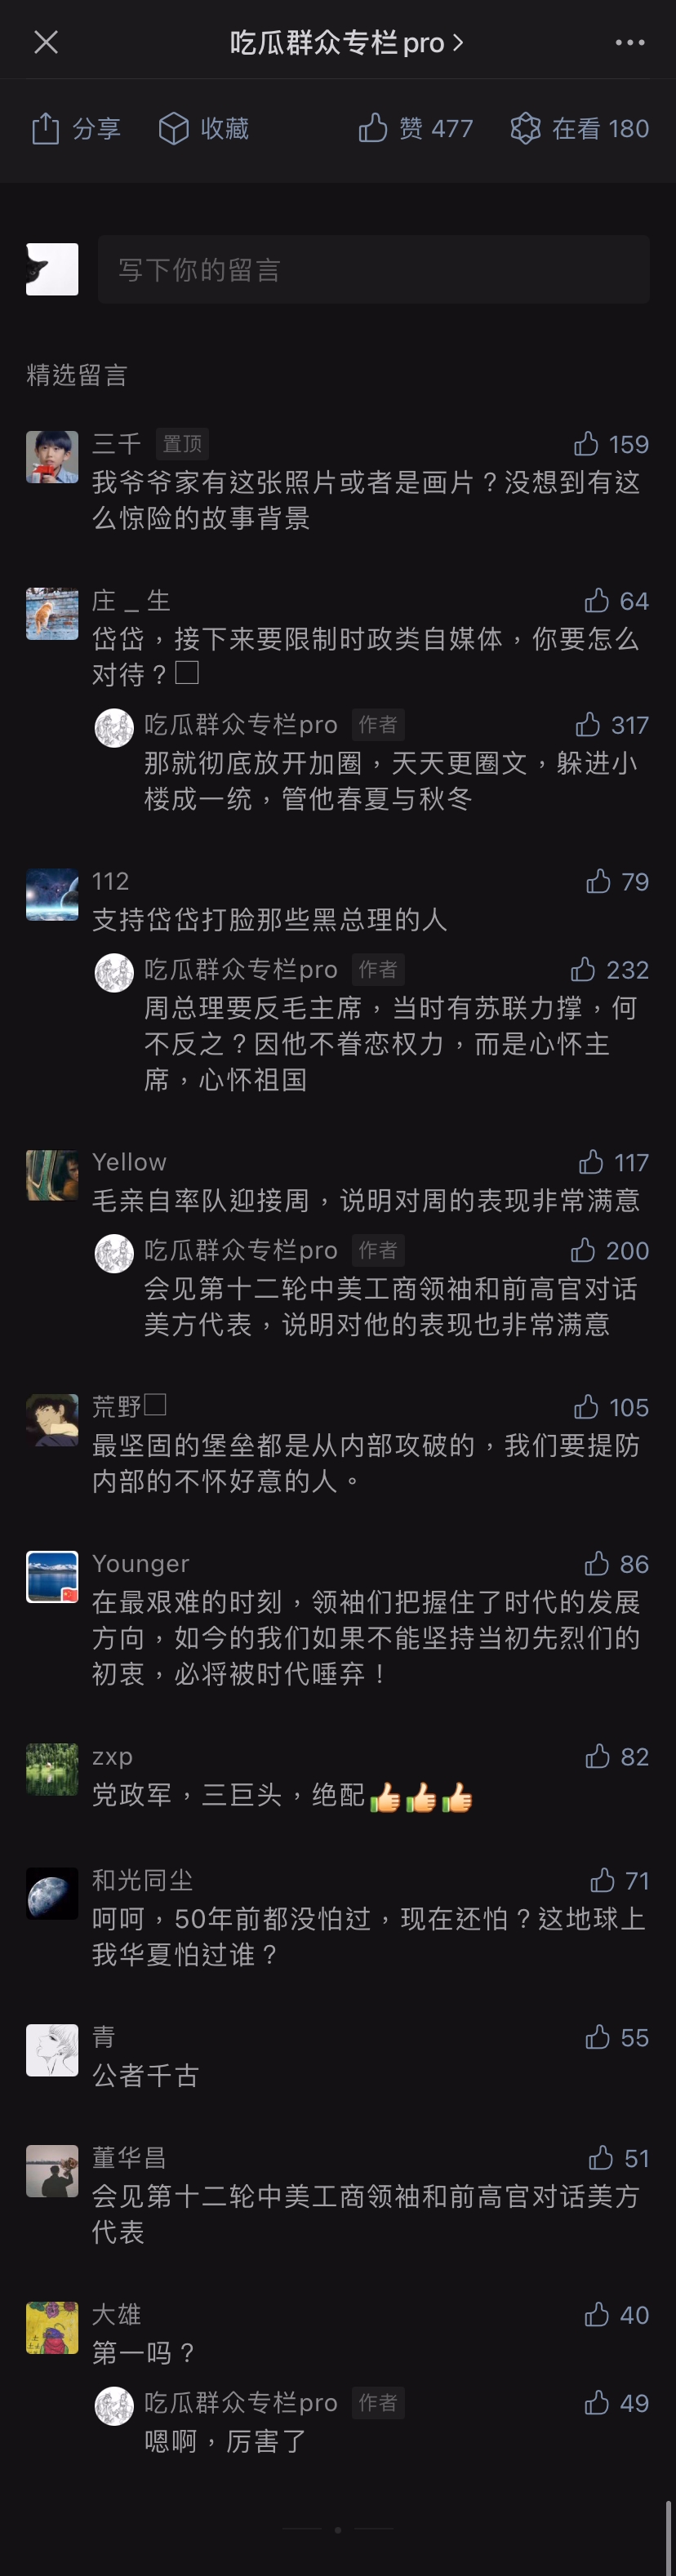 吃瓜群众专栏pro
分享
收藏
赞 477
在看 180
写下你的留言
精选留言
三千 置顶 159
我爷爷家有这张照片或者是画片？没想到有这
么惊险的故事背景
庄 _ 生 64
岱岱，接下来要限制时政类自媒体，你要怎么
对待？
吃瓜群众专栏pro 作者 317
那就彻底放开加圈，天天更圈文，躲进小
楼成一统，管他春夏与秋冬
112 79
支持岱岱打脸那些黑总理的人
吃瓜群众专栏pro 作者 232
周总理要反毛主席，当时有苏联力撑，何
不反之？因他不眷恋权力，而是心怀主
席，心怀祖国
Yellow 117
毛亲自率队迎接周，说明对周的表现非常满意
吃瓜群众专栏pro 作者 200
会见第十二轮中美工商领袖和前高官对话
美方代表，说明对他的表现也非常满意
荒野 105
最坚固的堡垒都是从内部攻破的，我们要提防
内部的不怀好意的人。
Younger 86
在最艰难的时刻，领袖们把握住了时代的发展
方向，如今的我们如果不能坚持当初先烈们的
初衷，必将被时代唾弃！
zxp 82
党政军，三巨头，绝配👍👍👍
和光同尘 71
呵呵，50年前都没怕过，现在还怕？这地球上
我华夏怕过谁？
青 55
公者千古
董华昌 51
会见第十二轮中美工商领袖和前高官对话美方
代表
大雄 40
第一吗？
吃瓜群众专栏pro 作者 49
嗯啊，厉害了